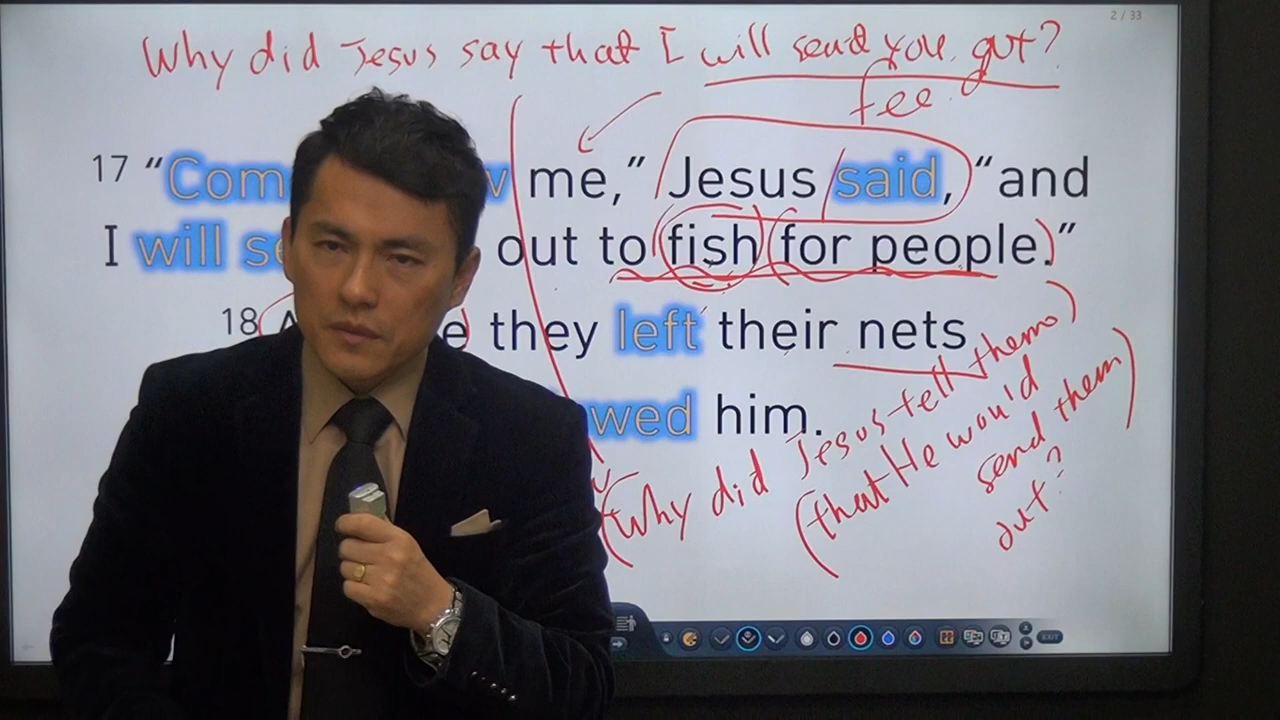 2 / 33
Why did Jesus say that I will send you out?
fee
17 “Com w me,” Jesus said, “and
I will se out to fish for people.”
18 A e they left their nets
wed him.
Why did Jesus tell them
that He would
send them
out?
EXIT